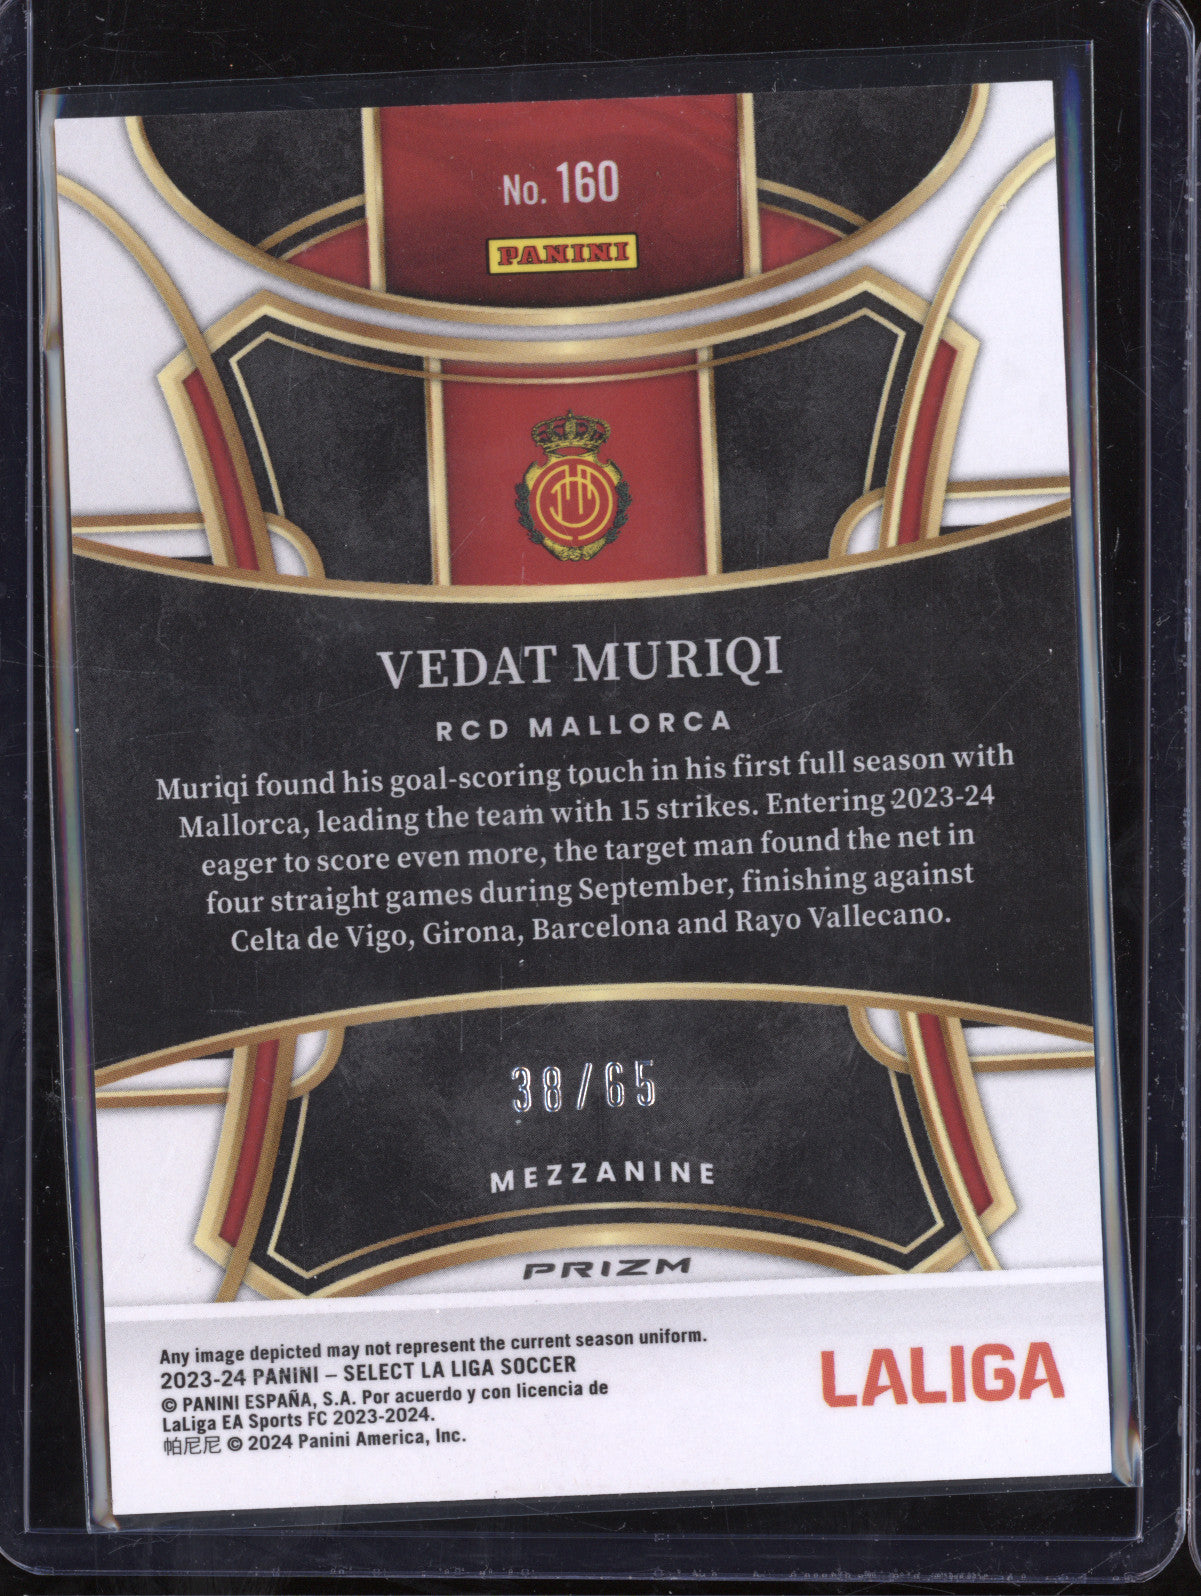 No. 160
PANINI
VEDAT MURIQI
RCD MALLORCA
Muriqi found his goal-scoring touch in his first full season with
Mallorca, leading the team with 15 strikes. Entering 2023-24
eager to score even more, the target man found the net in
four straight games during September, finishing against
Celta de Vigo, Girona, Barcelona and Rayo Vallecano.
38/65
MEZZANINE
PRIZM
Any image depicted may not represent the current season uniform.
2023-24 PANINI – SELECT LA LIGA SOCCER
© PANINI ESPAÑA, S.A. Por acuerdo y con licencia de
LaLiga EA Sports FC 2023-2024.
帕尼尼 © 2024 Panini America, Inc.
LALIGA